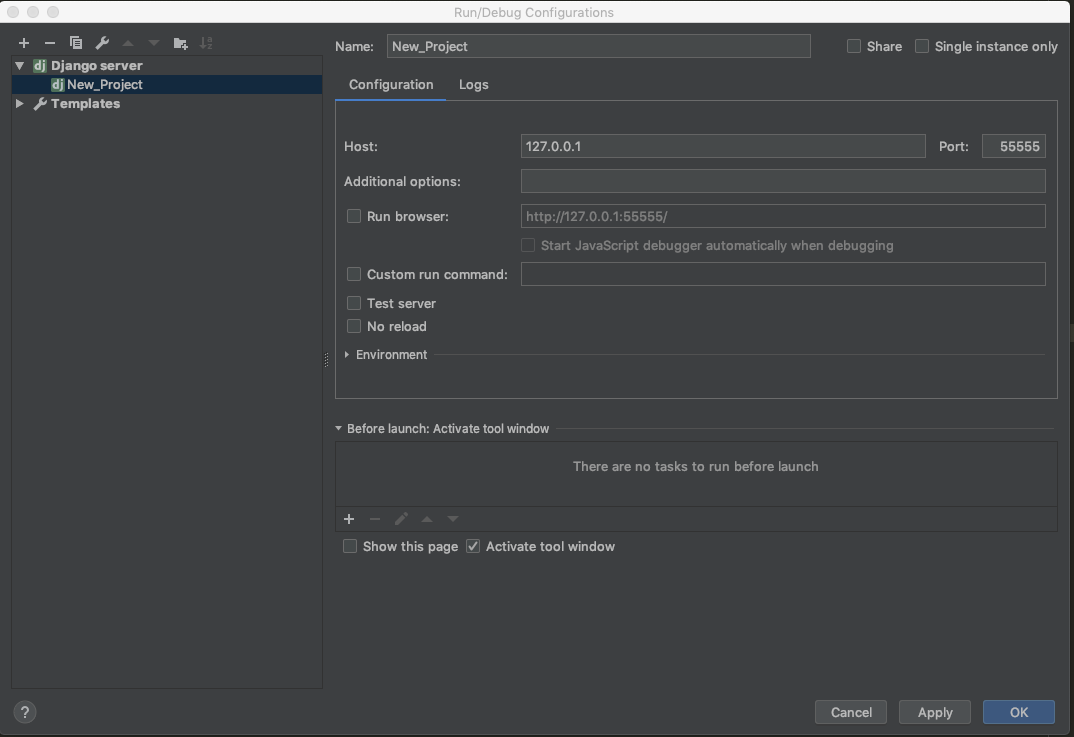 Run/Debug Configurations
Name: New_Project Share Single instance only
dj Django server
dj New_Project
Templates
Configuration Logs
Host: 127.0.0.1 Port: 55555
Additional options:
Run browser: http://127.0.0.1:55555/
Start JavaScript debugger automatically when debugging
Custom run command:
Test server
No reload
Environment
Before launch: Activate tool window
There are no tasks to run before launch
Show this page Activate tool window
? Cancel Apply OK